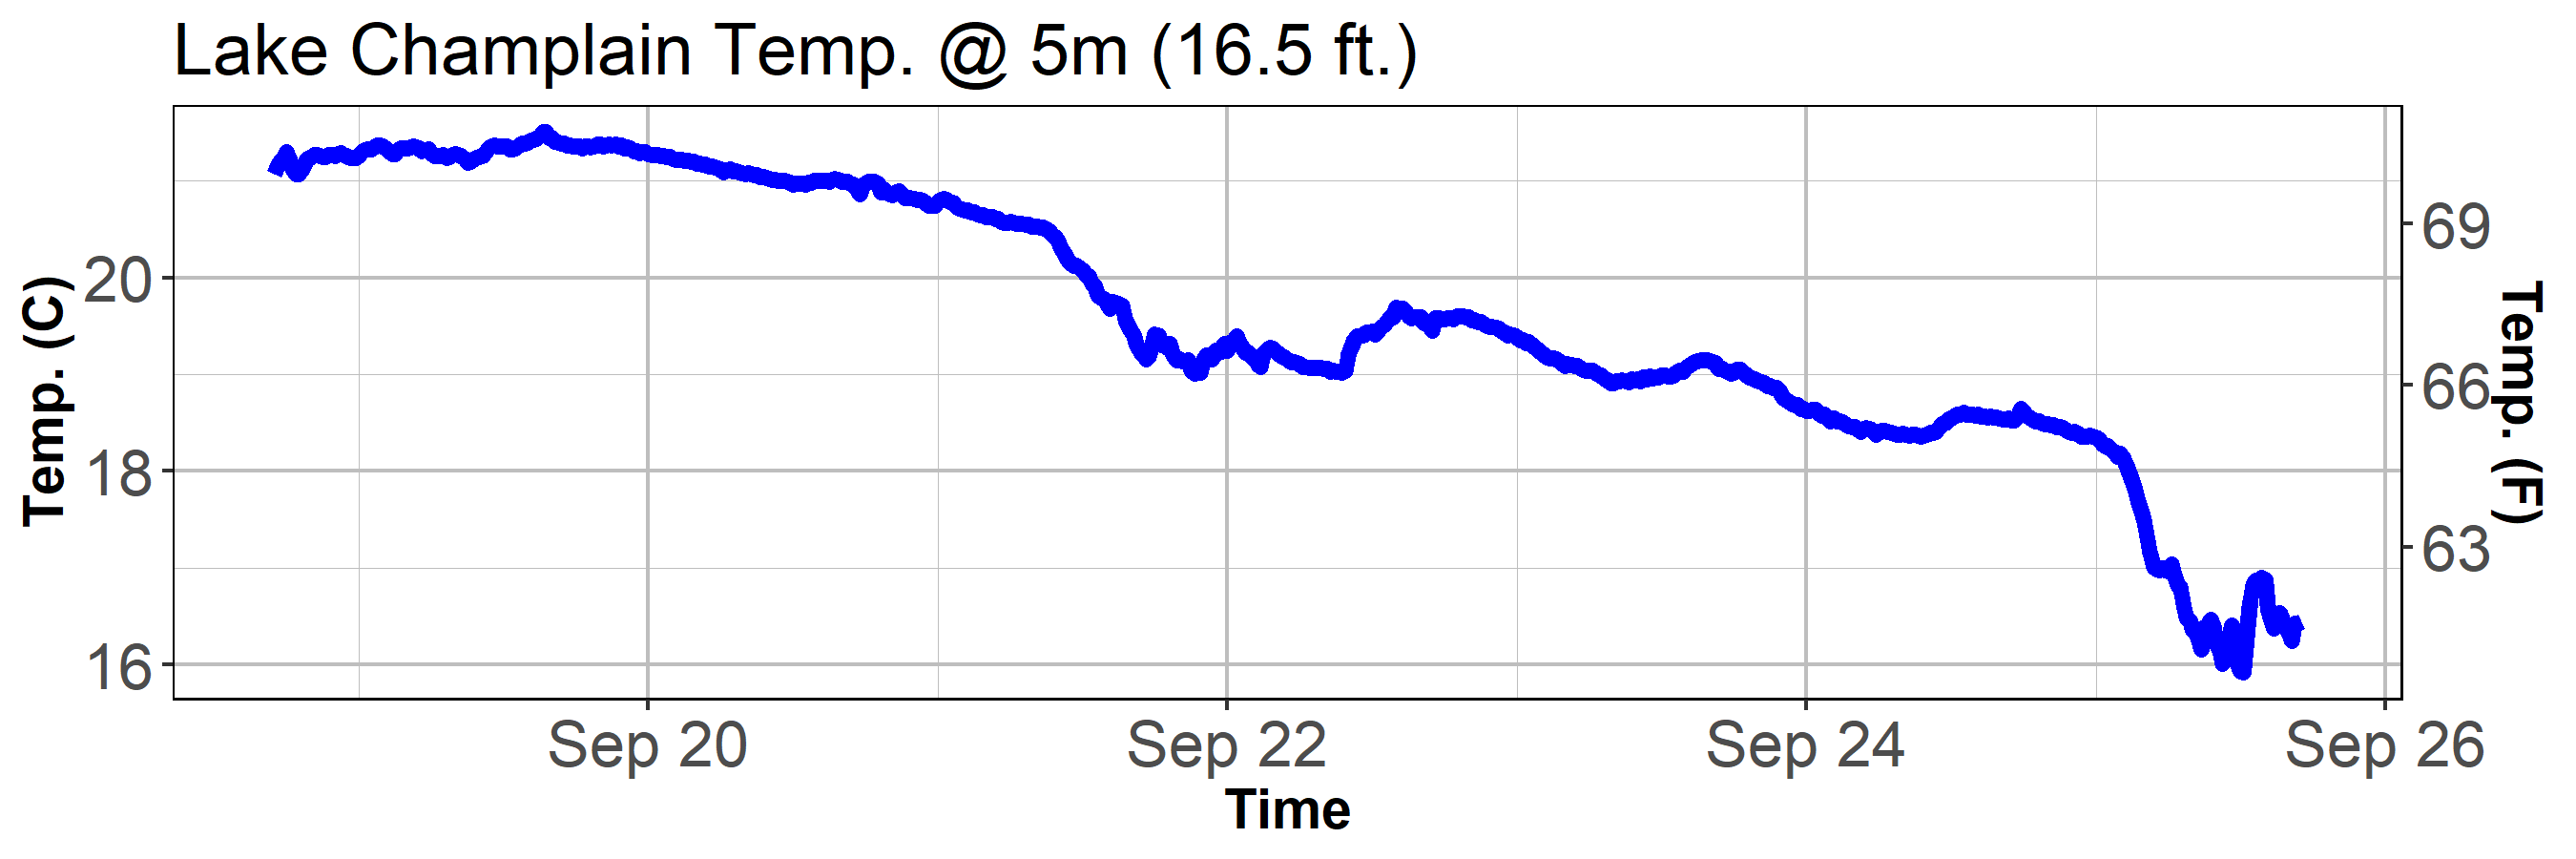 Lake Champlain Temp. @ 5m (16.5 ft.)
Temp. (C)
20
18
16
69
66
63
Temp. (F)
Sep 20 Sep 22 Sep 24 Sep 26
Time